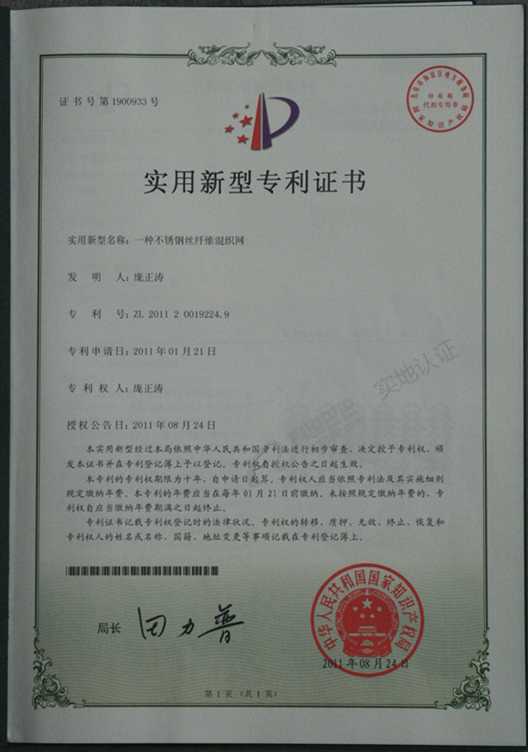 证书号第1900933号
实用新型专利证书
实用新型名称：一种不锈钢丝纤维混织网
发 明 人：庞正涛
专 利 号：ZL 2011 2 0019224.9
专利申请日：2011年01月21日
专 利 权 人：庞正涛
授权公告日：2011年08月24日
实地认证
本实用新型经过本局依照中华人民共和国专利法进行初步审查，决定授予专利权，颁
发本证书并在专利登记簿上予以登记。专利权自授权公告之日起生效。
本专利的专利权期限为十年，自申请日起算。专利权人应当依照专利法及其实施细则
规定缴纳年费。本专利的年费应当在每年01月21日前缴纳。未按照规定缴纳年费的，专
利权自应当缴纳年费期满之日起终止。
专利证书记载专利权登记时的法律状况。专利权的转移、质押、无效、终止、恢复和
专利权人的姓名或名称、国籍、地址变更等事项记载在专利登记簿上。
局长 田力普
中华人民共和国国家知识产权局
2011年08月24日
第1页（共1页）